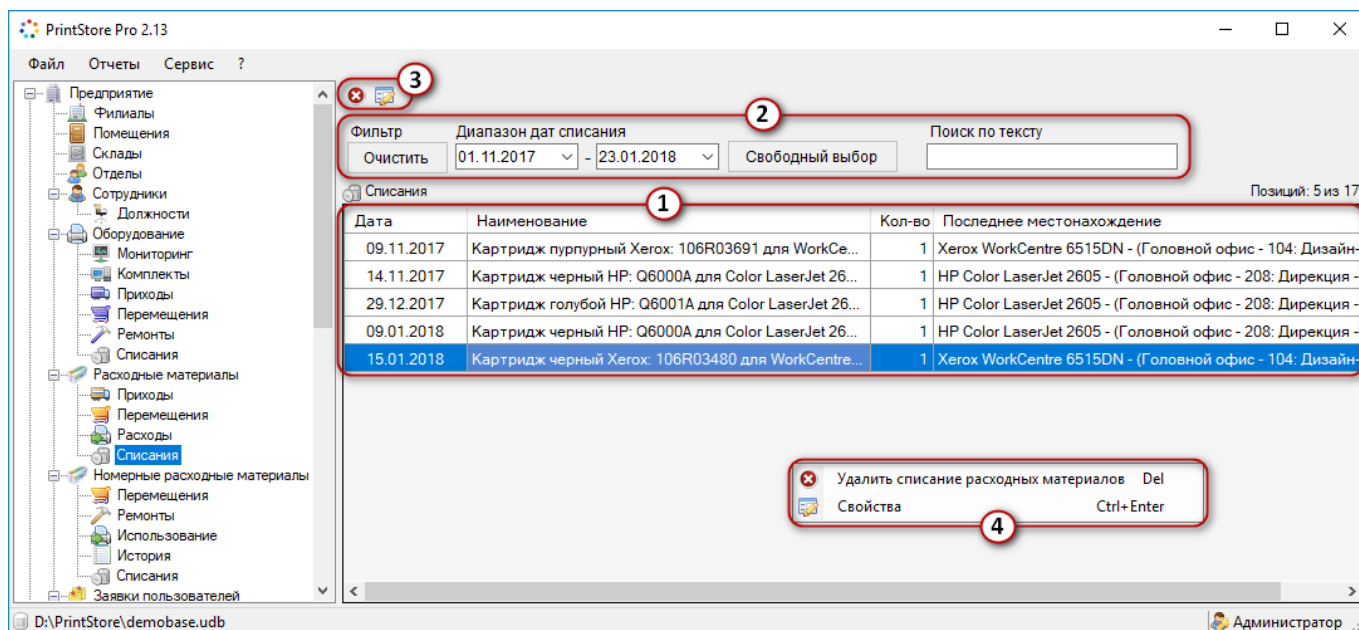 PrintStore Pro 2.13
Файл Отчеты Сервис ?
Предприятие
Филиалы
Помещения
Склады
Отделы
Сотрудники
Должности
Оборудование
Мониторинг
Комплекты
Приходы
Перемещения
Ремонты
Списания
Расходные материалы
Приходы
Перемещения
Расходы
Списания
Номерные расходные материалы
Перемещения
Ремонты
Использование
История
Списания
Заявки пользователей
3
2
Фильтр Диапазон дат списания Поиск по тексту
Очистить 01.11.2017 - 23.01.2018 Свободный выбор
Списания Позиций: 5 из 17
1
Дата Наименование Кол-во Последнее местонахождение
09.11.2017 Картридж пурпурный Xerox: 106R03691 для WorkCe... 1 Xerox WorkCentre 6515DN - (Головной офис - 104: Дизайн-
14.11.2017 Картридж черный HP: Q6000A для Color LaserJet 26... 1 HP Color LaserJet 2605 - (Головной офис - 208: Дирекция -
29.12.2017 Картридж голубой HP: Q6001A для Color LaserJet 26... 1 HP Color LaserJet 2605 - (Головной офис - 208: Дирекция -
09.01.2018 Картридж черный HP: Q6000A для Color LaserJet 26... 1 HP Color LaserJet 2605 - (Головной офис - 208: Дирекция -
15.01.2018 Картридж черный Xerox: 106R03480 для WorkCentre... 1 Xerox WorkCentre 6515DN - (Головной офис - 104: Дизайн-
Удалить списание расходных материалов Del
Свойства Ctrl+Enter
4
D:\PrintStore\demobase.udb Администратор